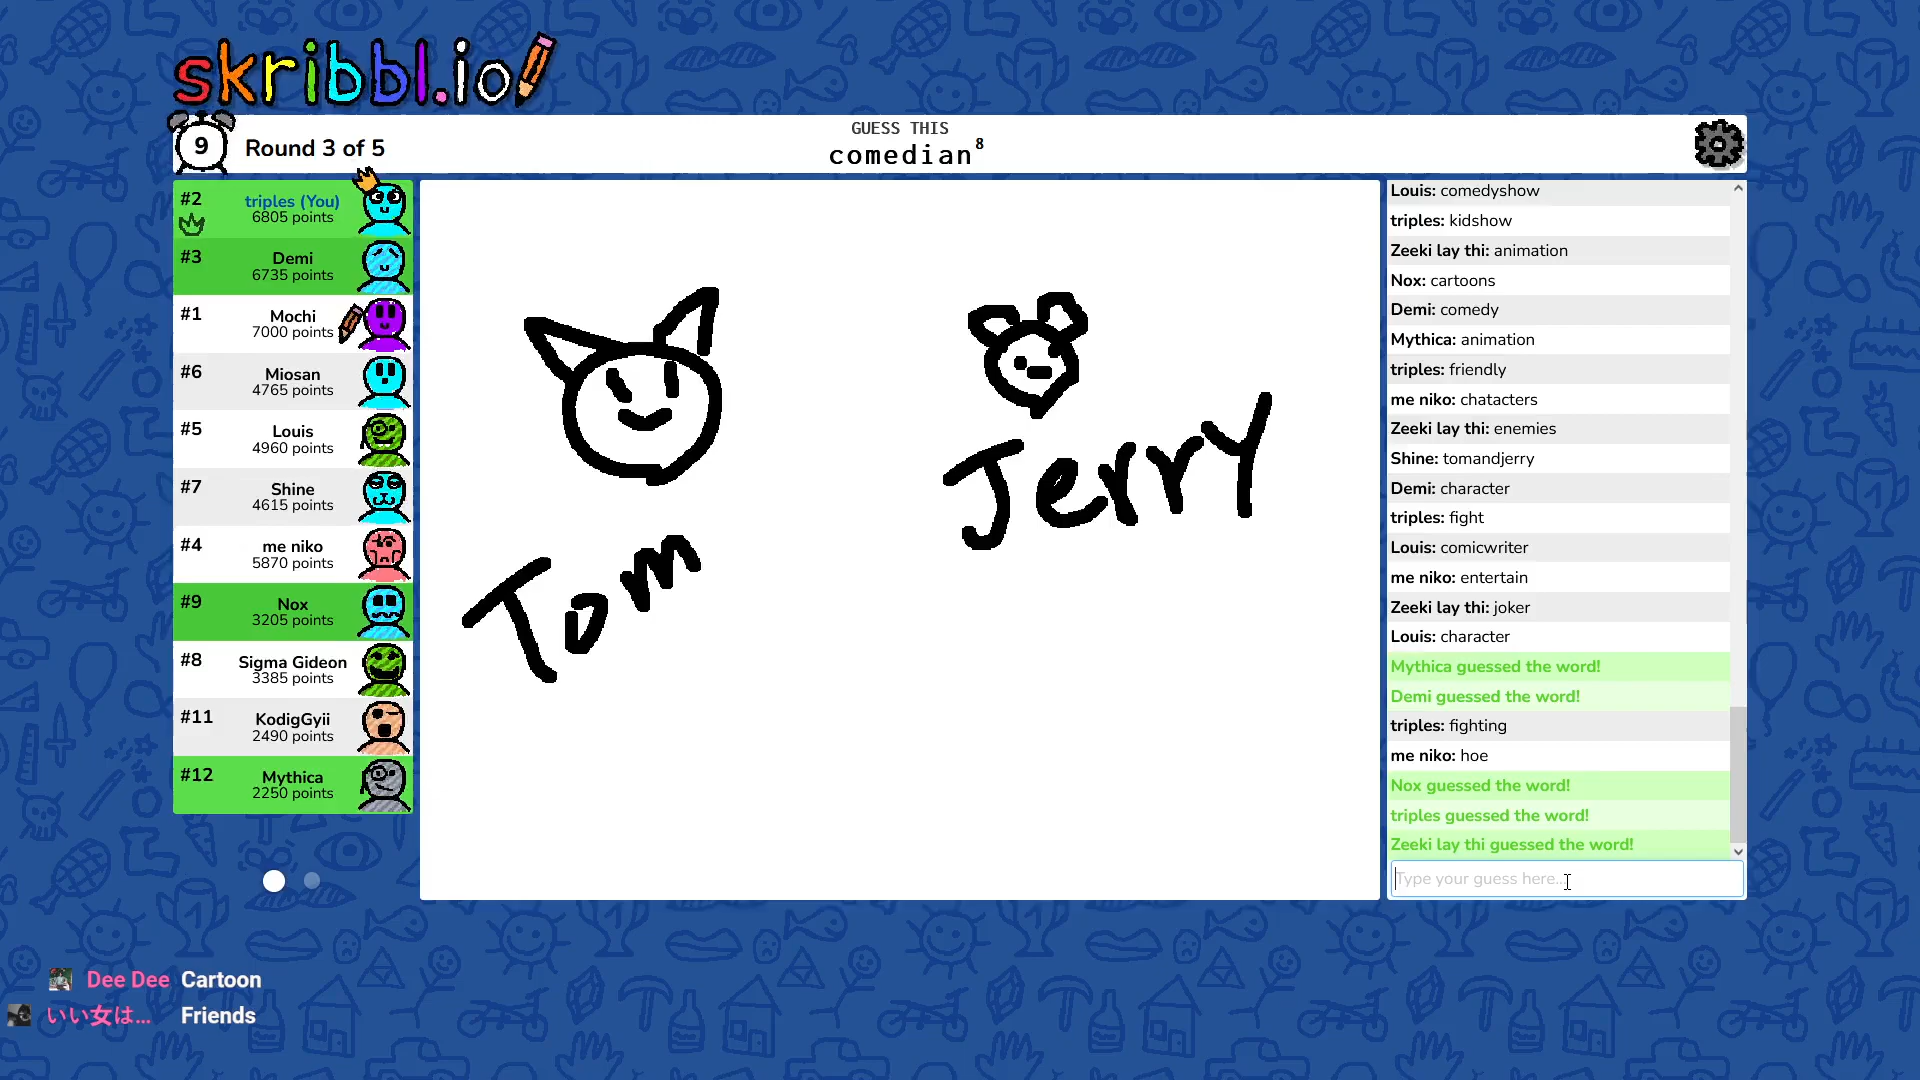 skribbl.io
9
Round 3 of 5
GUESS THIS
comedian 8
#2
triples (You)
6805 points
#3
Demi
6735 points
#1
Mochi
7000 points
#6
Miosan
4765 points
#5
Louis
4960 points
#7
Shine
4615 points
#4
me niko
5870 points
#9
Nox
3205 points
#8
Sigma Gideon
3385 points
#11
KodigGyii
2490 points
#12
Mythica
2250 points
Tom
Jerry
Louis: comedyshow
triples: kidshow
Zeeki lay thi: animation
Nox: cartoons
Demi: comedy
Mythica: animation
triples: friendly
me niko: chatacters
Zeeki lay thi: enemies
Shine: tomandjerry
Demi: character
triples: fight
Louis: comicwriter
me niko: entertain
Zeeki lay thi: joker
Louis: character
Mythica guessed the word!
Demi guessed the word!
triples: fighting
me niko: hoe
Nox guessed the word!
triples guessed the word!
Zeeki lay thi guessed the word!
Type your guess here...
Dee Dee Cartoon
いい女は... Friends